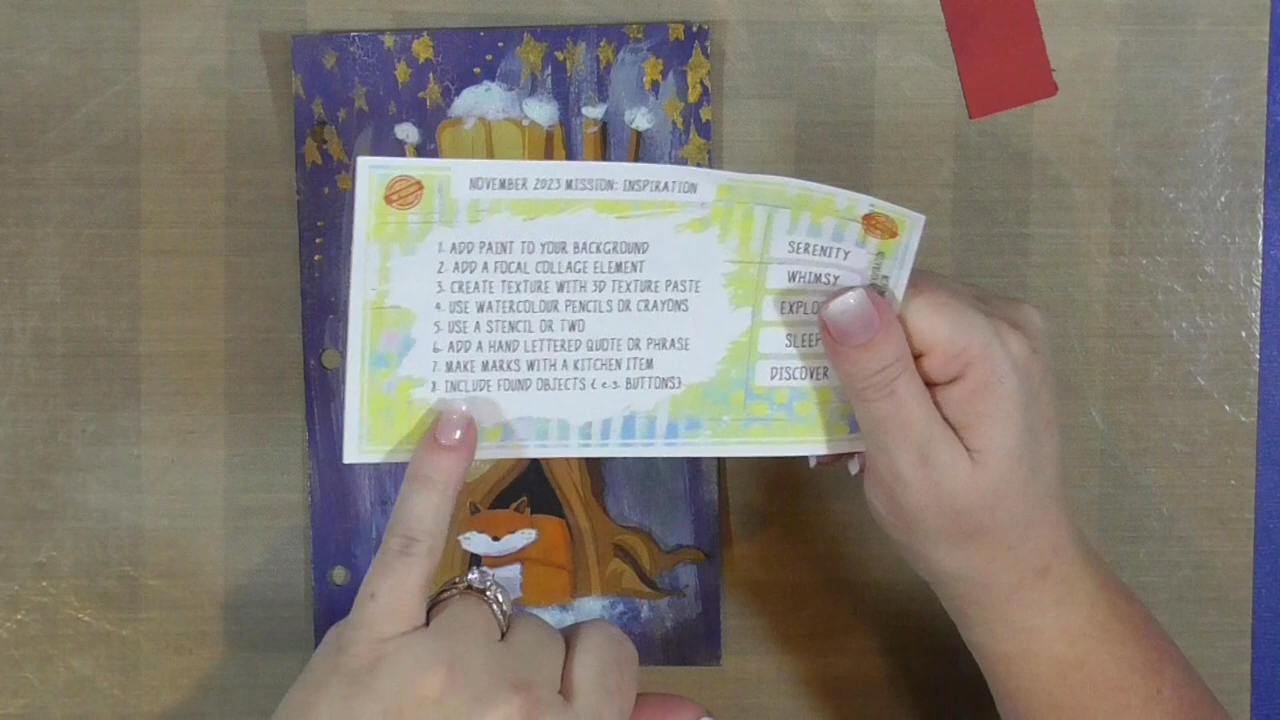 NOVEMBER 2023 MISSION: INSPIRATION
1. ADD PAINT TO YOUR BACKGROUND
2. ADD A FOCAL COLLAGE ELEMENT
3. CREATE TEXTURE WITH 3D TEXTURE PASTE
4. USE WATERCOLOUR PENCILS OR CRAYONS
5. USE A STENCIL OR TWO
6. ADD A HAND LETTERED QUOTE OR PHRASE
7. MAKE MARKS WITH A KITCHEN ITEM
8. INCLUDE FOUND OBJECTS ( e.g. BUTTONS)
SERENITY
WHIMSY
EXPLO
SLEEP
DISCOVER